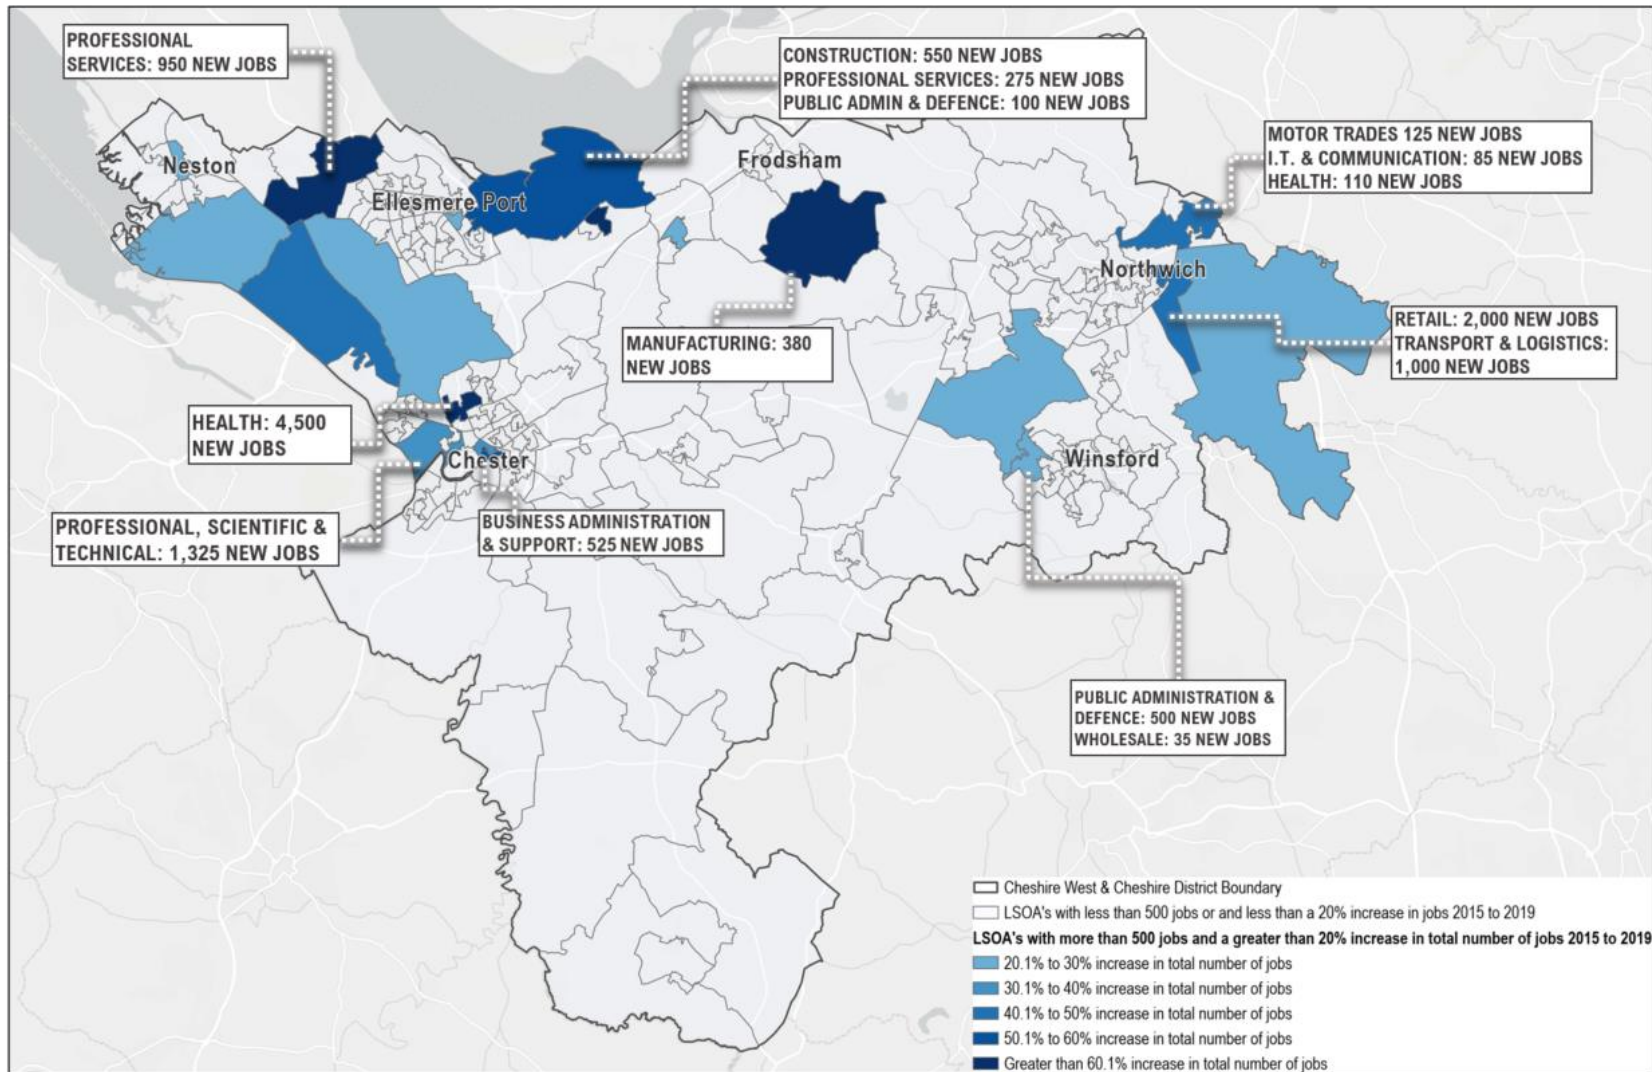 PROFESSIONAL
SERVICES: 950 NEW JOBS
CONSTRUCTION: 550 NEW JOBS
PROFESSIONAL SERVICES: 275 NEW JOBS
PUBLIC ADMIN & DEFENCE: 100 NEW JOBS
MOTOR TRADES 125 NEW JOBS
I.T. & COMMUNICATION: 85 NEW JOBS
HEALTH: 110 NEW JOBS
Neston
Frodsham
Ellesmere Port
Northwich
RETAIL: 2,000 NEW JOBS
TRANSPORT & LOGISTICS:
1,000 NEW JOBS
MANUFACTURING: 380
NEW JOBS
HEALTH: 4,500
NEW JOBS
Chester
Winsford
PROFESSIONAL, SCIENTIFIC &
TECHNICAL: 1,325 NEW JOBS
BUSINESS ADMINISTRATION
& SUPPORT: 525 NEW JOBS
PUBLIC ADMINISTRATION &
DEFENCE: 500 NEW JOBS
WHOLESALE: 35 NEW JOBS
Cheshire West & Cheshire District Boundary
LSOA's with less than 500 jobs or and less than a 20% increase in jobs 2015 to 2019
LSOA's with more than 500 jobs and a greater than 20% increase in total number of jobs 2015 to 2019
20.1% to 30% increase in total number of jobs
30.1% to 40% increase in total number of jobs
40.1% to 50% increase in total number of jobs
50.1% to 60% increase in total number of jobs
Greater than 60.1% increase in total number of jobs